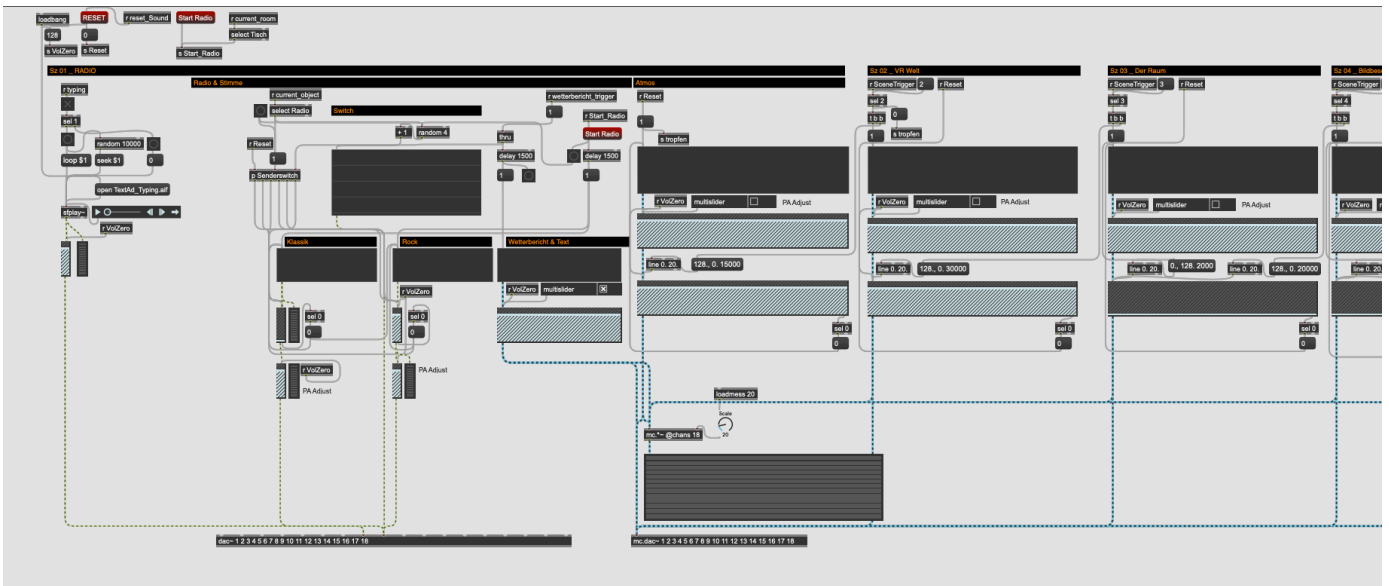 loadbang
RESET
r reset_Sound
Start Radio
r current_room
128
0
select Tisch
s VolZero
s Reset
s Start_Radio
Sz 01 _ RADIO
Sz 02 _ VR Welt
Sz 03 _ Der Raum
Radio & Stimme
Atmos
r typing
r current_object
r wetterbericht_trigger
r Reset
r SceneTrigger
2
r Reset
r SceneTrigger
3
r Reset
r SceneTrigger
select Radio
Switch
1
r Start_Radio
sel 2
0
sel 3
sel 4
sel 1
+ 1
random 4
thru
Start Radio
1
t b b
t b b
t b b
random 10000
r Reset
s tropfen
1
s tropfen
1
1
loop $1
seek $1
0
1
delay 1500
delay 1500
p Senderswitch
1
1
open TextAd_Typing.aif
sfplay~
r VolZero
multislider
PA Adjust
r VolZero
multislider
PA Adjust
r VolZero
multislider
PA Adjust
r VolZero
r VolZero
Klassik
Rock
Wetterbericht & Text
line 0. 20.
128., 0. 15000
line 0. 20.
128., 0. 30000
line 0. 20.
0., 128. 2000
line 0. 20.
128., 0. 20000
r VolZero
r VolZero
multislider
sel 0
sel 0
0
0
sel 0
sel 0
sel 0
0
0
0
r VolZero
PA Adjust
PA Adjust
loadmess 20
Scale
20
mc.*~ @chans 18
dac~ 1 2 3 4 5 6 7 8 9 10 11 12 13 14 15 16 17 18
mc.dac~ 1 2 3 4 5 6 7 8 9 10 11 12 13 14 15 16 17 18